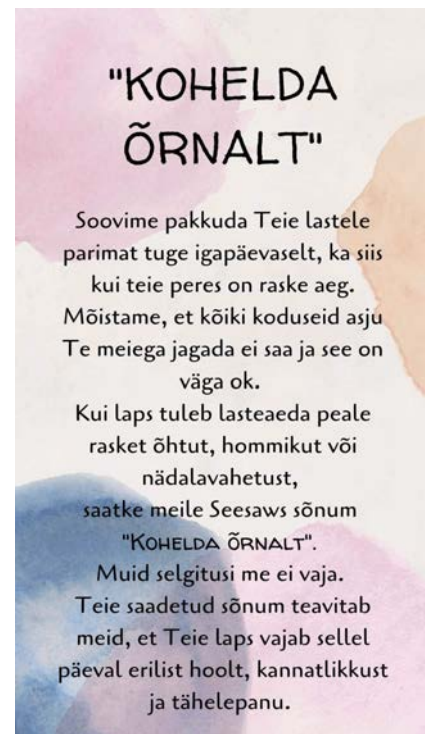 "KOHELDA
ÕRNALT"
Soovime pakkuda Teie lastele
parimat tuge igapäevaselt, ka siis
kui teie peres on raske aeg.
Mõistame, et kõiki koduseid asju
Te meiega jagada ei saa ja see on
väga ok.
Kui laps tuleb lasteaeda peale
rasket õhtut, hommikut või
nädalavahetust,
saatke meile Seesaws sõnum
"KOHELDA ÕRNALT".
Muid selgitusi me ei vaja.
Teie saadetud sõnum teavitab
meid, et Teie laps vajab sellel
päeval erilist hoolt, kannatlikkust
ja tähelepanu.